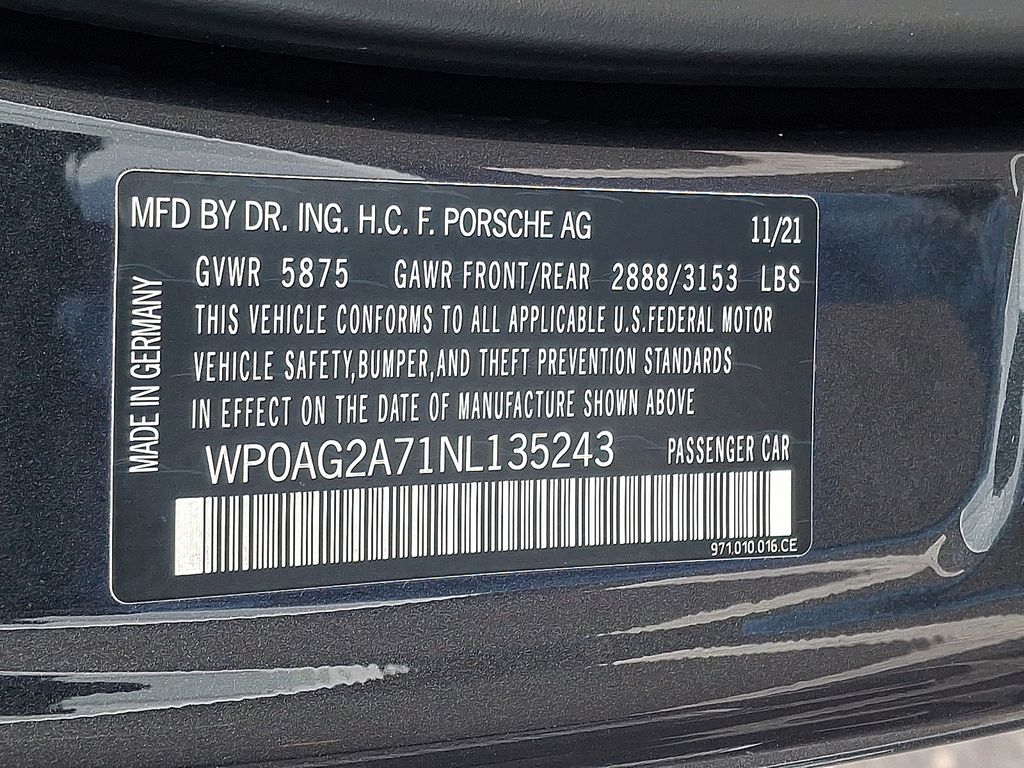 MFD BY DR. ING. H.C. F. PORSCHE AG 11/21
GVWR 5875 GAWR FRONT/REAR 2888/3153 LBS
THIS VEHICLE CONFORMS TO ALL APPLICABLE U.S.FEDERAL MOTOR
VEHICLE SAFETY,BUMPER,AND THEFT PREVENTION STANDARDS
IN EFFECT ON THE DATE OF MANUFACTURE SHOWN ABOVE
WP0AG2A71NL135243 PASSENGER CAR
971.010.016.CE
MADE IN GERMANY